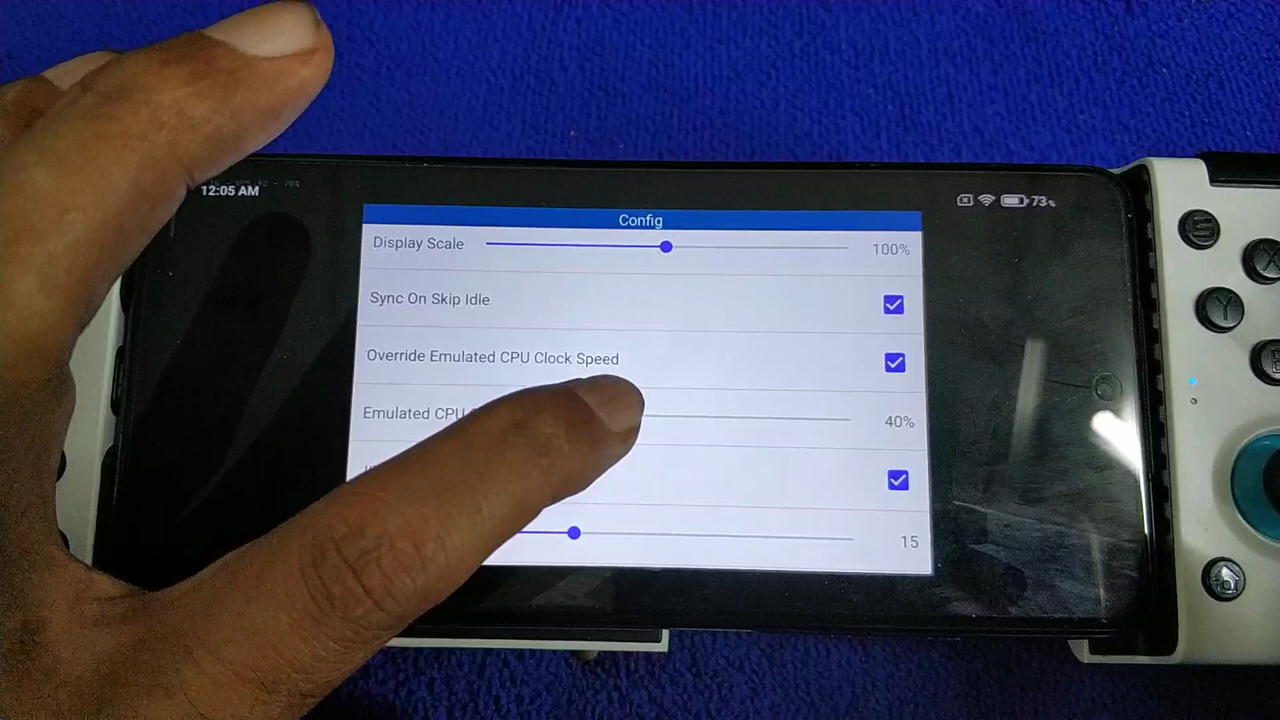 12:05 AM
73%
Config
Display Scale
100%
Sync On Skip Idle
Override Emulated CPU Clock Speed
Emulated CPU
40%
15
S
X
Y